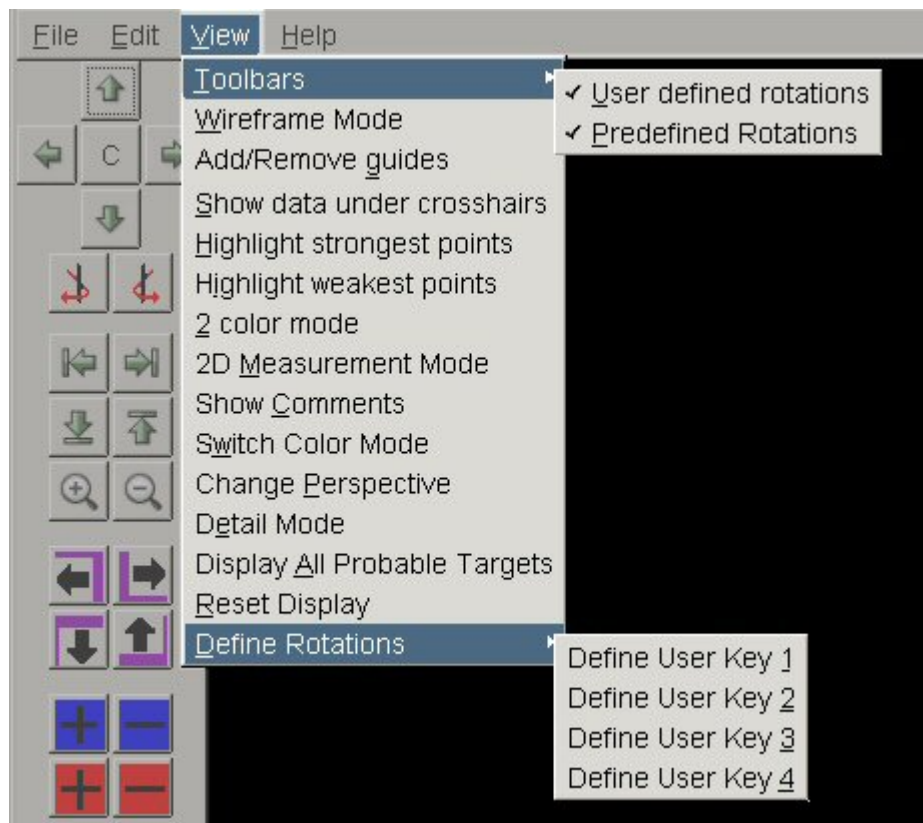 File Edit View Help
Toolbars
User defined rotations
Predefined Rotations
Wireframe Mode
C
Add/Remove guides
Show data under crosshairs
Highlight strongest points
Highlight weakest points
2 color mode
2D Measurement Mode
Show Comments
Switch Color Mode
Change Perspective
Detail Mode
Display All Probable Targets
Reset Display
Define Rotations
Define User Key 1
Define User Key 2
Define User Key 3
Define User Key 4